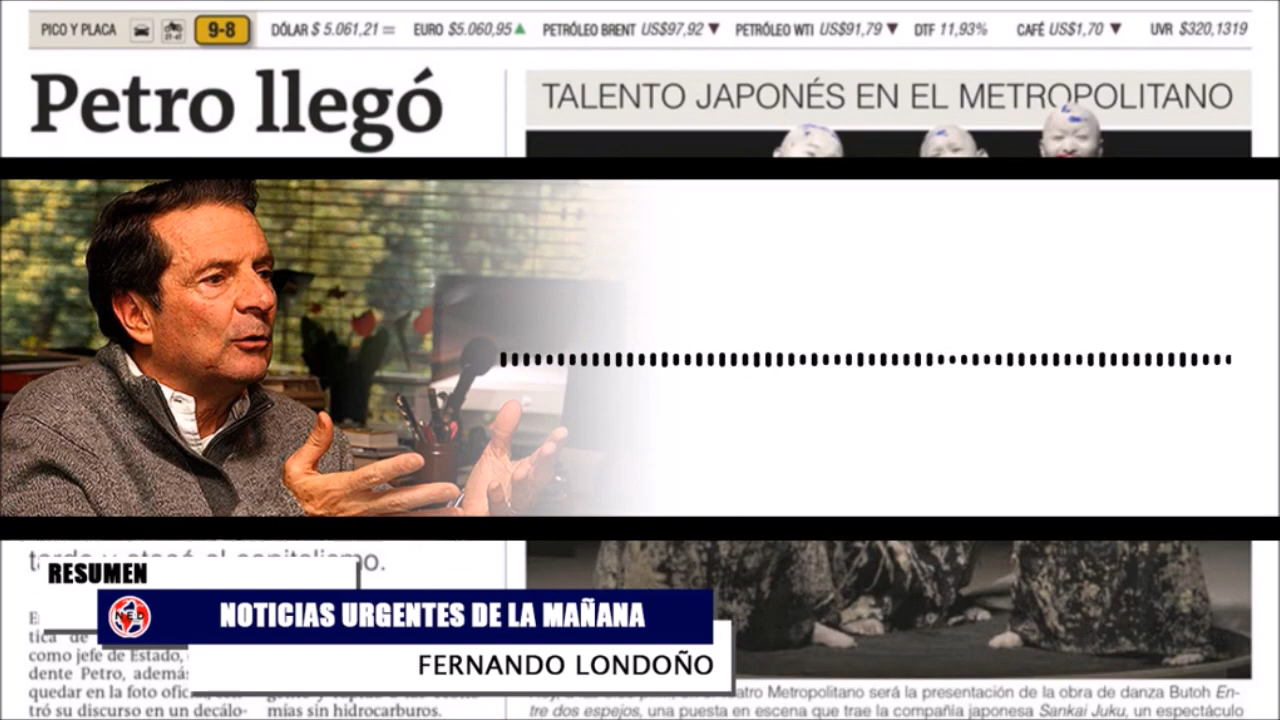 PICO Y PLACA 9-8 DÓLAR $ 5.061,21 = EURO $5.060,95 PETRÓLEO BRENT US$97,92 PETRÓLEO WTI US$91,79 DTF 11,93% CAFÉ US$1,70 UVR $320,1319
Petro llegó
TALENTO JAPONÉS EN EL METROPOLITANO
RESUMEN
NOTICIAS URGENTES DE LA MAÑANA
FERNANDO LONDOÑO
tica de
como jefe de Estado,
dente Petro, además
quedar en la foto
tró su discurso en un decálo-
mías sin hidrocarburos.
Metropolitano será la presentación de la obra de danza Butoh En-
tre dos espejos, una puesta en escena que trae la compañía japonesa Sankai Juku, un espectáculo